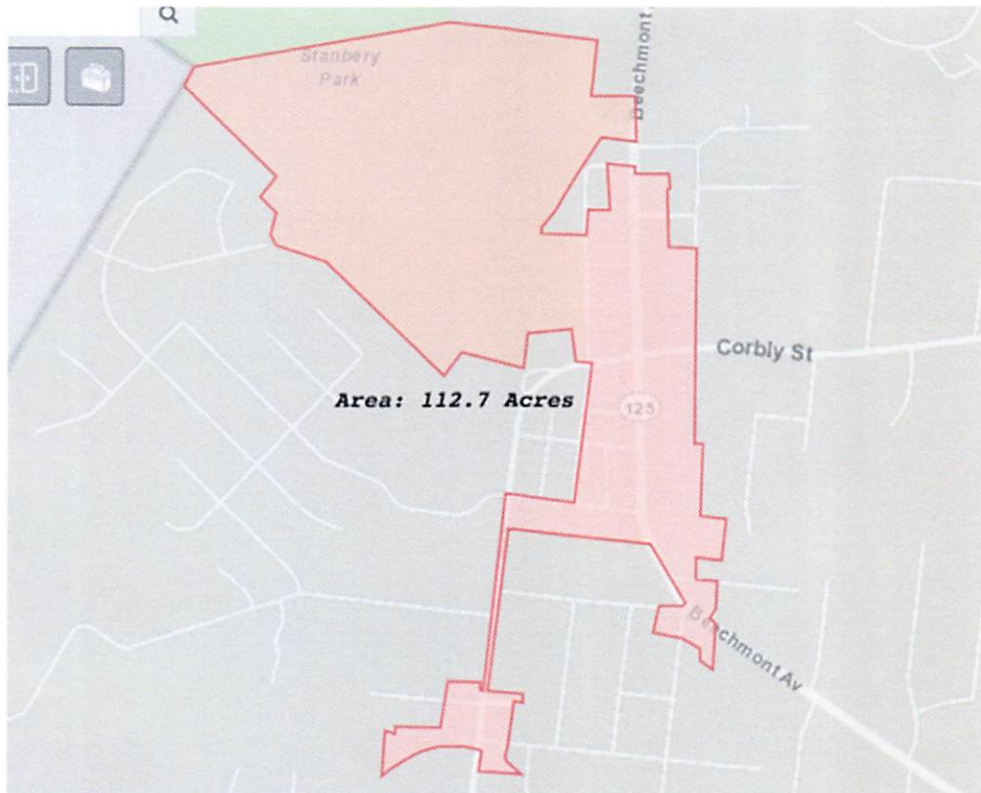 Stanbery
Park
Beechmont
Corbly St
Area: 112.7 Acres
125
Beechmont Av